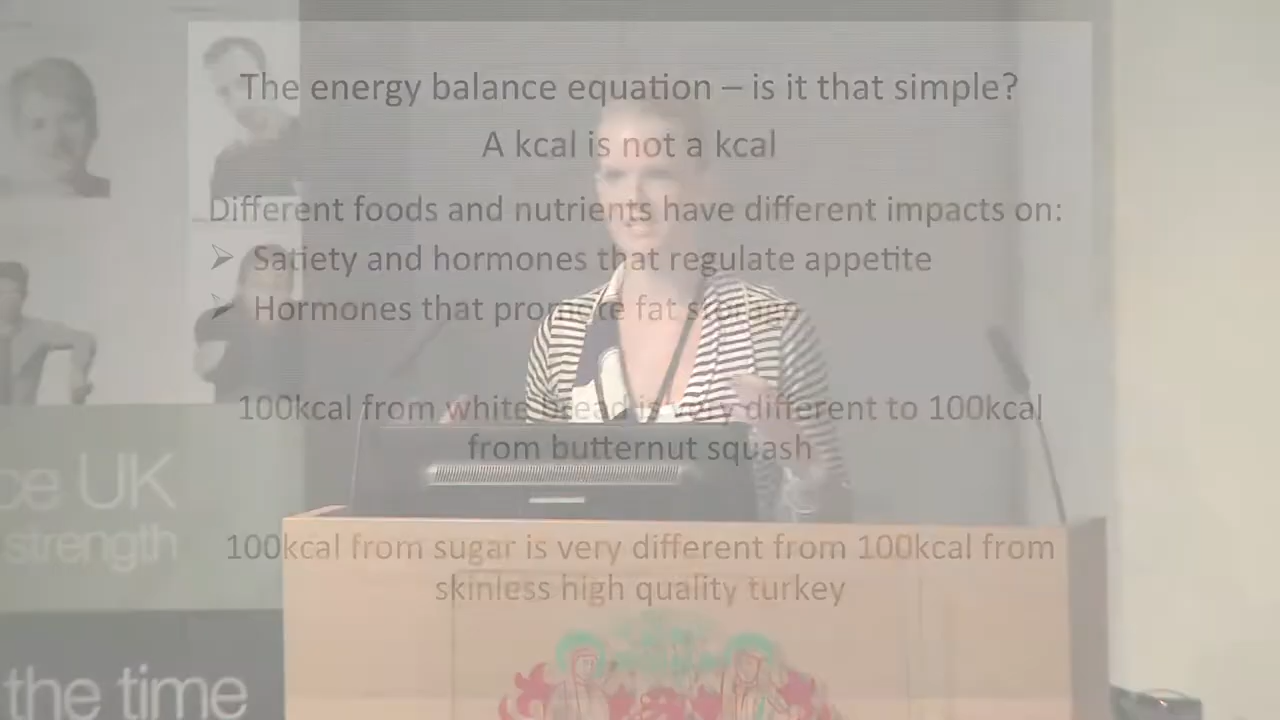 The energy balance equation – is it that simple?
A kcal is not a kcal
Different foods and nutrients have different impacts on:
➢ Satiety and hormones that regulate appetite
➢ Hormones that promote fat storage
100kcal from white bread is very different to 100kcal
from butternut squash
100kcal from sugar is very different from 100kcal from
skinless high quality turkey
UK
strength
the time